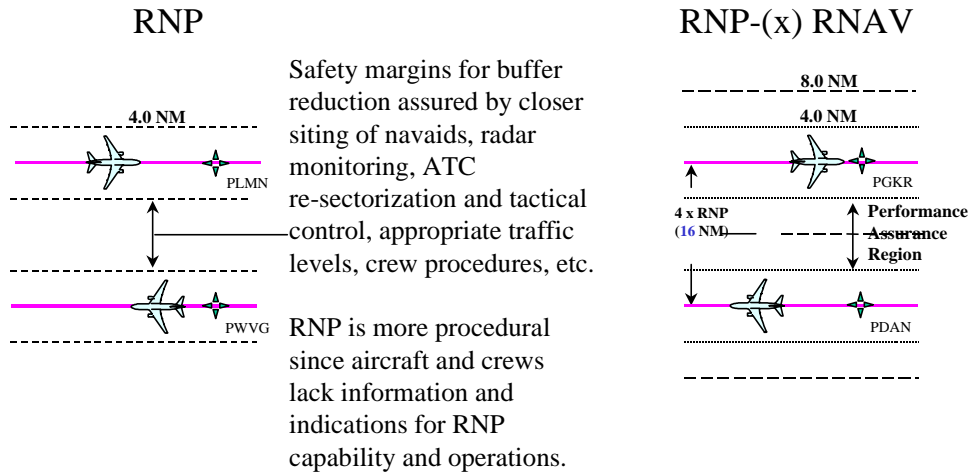 RNP
4.0 NM
PLMN
PWVG
Safety margins for buffer
reduction assured by closer
siting of navaids, radar
monitoring, ATC
re-sectorization and tactical
control, appropriate traffic
levels, crew procedures, etc.
RNP is more procedural
since aircraft and crews
lack information and
indications for RNP
capability and operations.
RNP-(x) RNAV
8.0 NM
4.0 NM
PGKR
4 x RNP
(16 NM)
Performance
Assurance
Region
PDAN